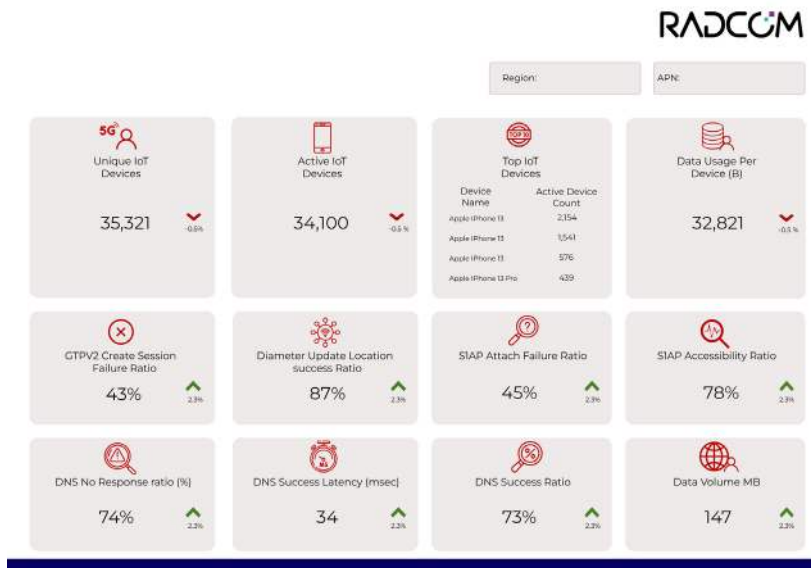 RADCOM
Region:
APN:
5G
Unique IoT
Devices
35,321
-0.5%
Active IoT
Devices
34,100
-0.5 %
TOP 10
Top IoT
Devices
Device
Name
Active Device
Count
Apple IPhone 13
2,154
Apple IPhone 13
1,541
Apple IPhone 13
576
Apple IPhone 13 Pro
439
Data Usage Per
Device (B)
32,821
-0.5 %
GTPV2 Create Session
Failure Ratio
43%
2.3%
Diameter Update Location
success Ratio
87%
2.3%
S1AP Attach Failure Ratio
45%
2.3%
S1AP Accessibility Ratio
78%
2.3%
DNS No Response ratio (%)
74%
2.3%
DNS Success Latency (msec)
34
2.3%
DNS Success Ratio
73%
2.3%
Data Volume MB
147
2.3%